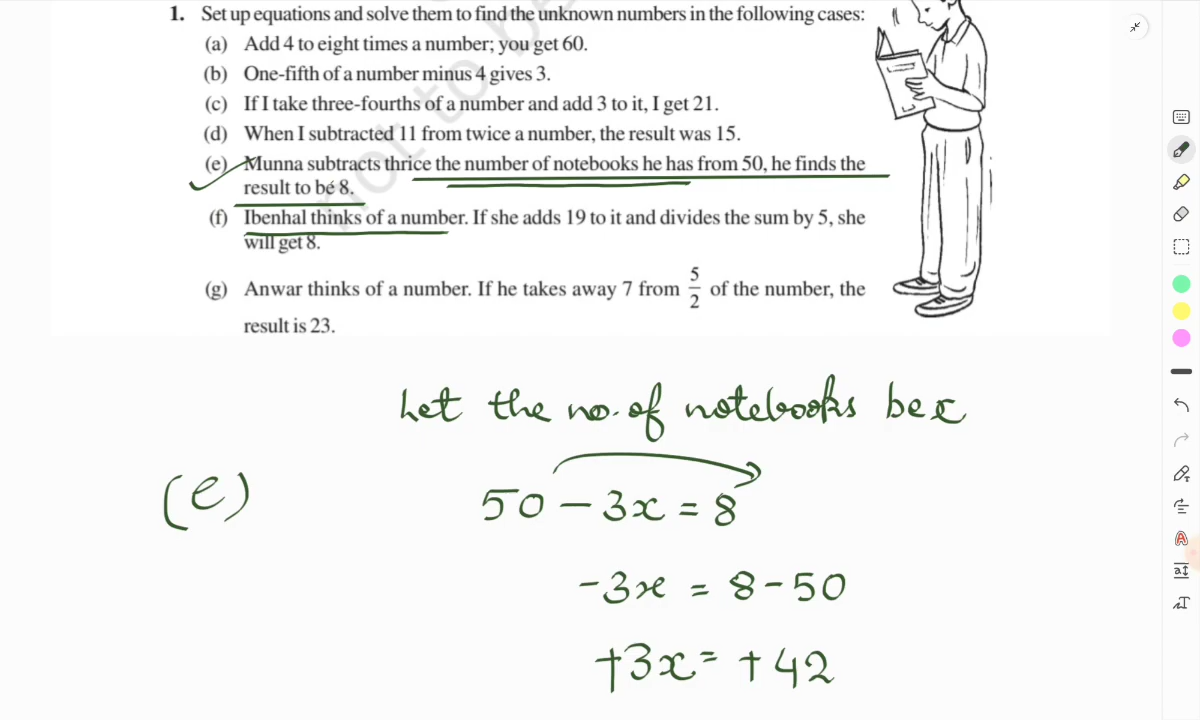 1. Set up equations and solve them to find the unknown numbers in the following cases:
(a) Add 4 to eight times a number; you get 60.
(b) One-fifth of a number minus 4 gives 3.
(c) If I take three-fourths of a number and add 3 to it, I get 21.
(d) When I subtracted 11 from twice a number, the result was 15.
(e) Munna subtracts thrice the number of notebooks he has from 50, he finds the
result to be 8.
(f) Ibenhal thinks of a number. If she adds 19 to it and divides the sum by 5, she
will get 8.
(g) Anwar thinks of a number. If he takes away 7 from 5/2 of the number, the
result is 23.
not to be
Let the no. of notebooks be x
(e) 50 - 3x = 8
-3x = 8 - 50
+3x = +42